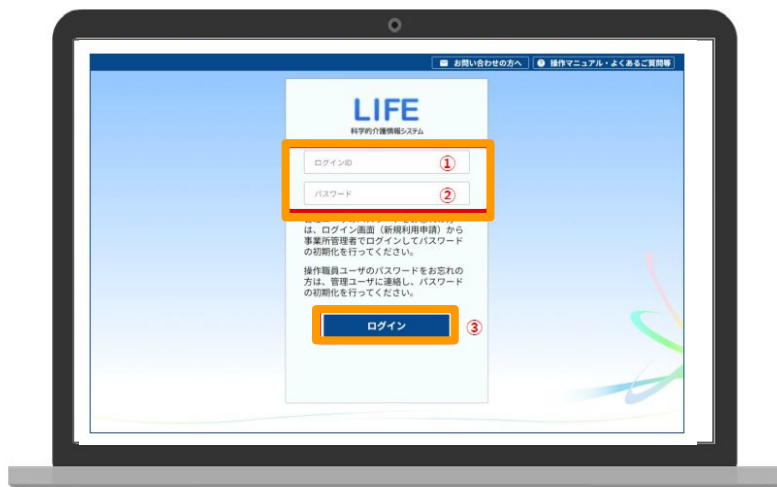 お問い合わせの方へ
操作マニュアル・よくあるご質問等
LIFE
科学的介護情報システム
ログインID ①
パスワード ②
は、ログイン画面（新規利用申請）から
事業所管理者でログインしてパスワード
の初期化を行ってください。
操作職員ユーザのパスワードをお忘れの
方は、管理ユーザに連絡し、パスワード
の初期化を行ってください。
ログイン ③